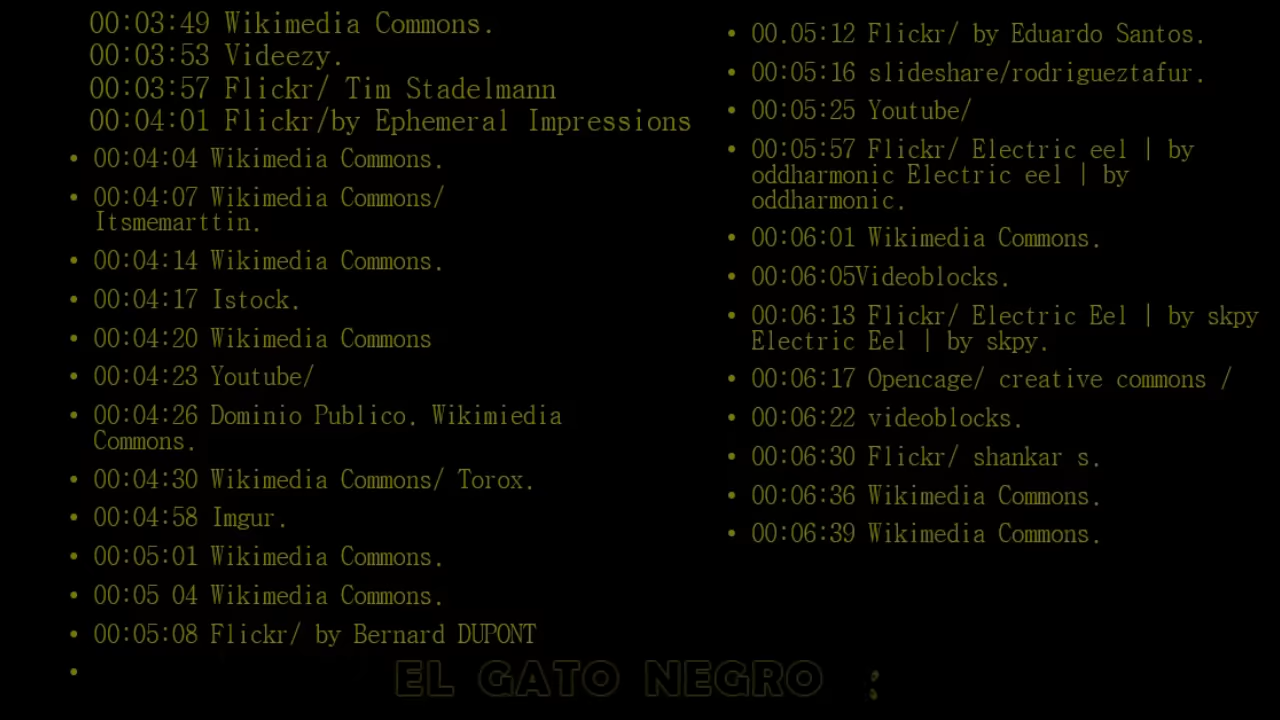 00:03:49 Wikimedia Commons.
00:03:53 Videezy.
00:03:57 Flickr/ Tim Stadelmann
00:04:01 Flickr/by Ephemeral Impressions
• 00:04:04 Wikimedia Commons.
• 00:04:07 Wikimedia Commons/
Itsmemarttin.
• 00:04:14 Wikimedia Commons.
• 00:04:17 Istock.
• 00:04:20 Wikimedia Commons
• 00:04:23 Youtube/
• 00:04:26 Dominio Publico. Wikimiedia
Commons.
• 00:04:30 Wikimedia Commons/ Torox.
• 00:04:58 Imgur.
• 00:05:01 Wikimedia Commons.
• 00:05 04 Wikimedia Commons.
• 00:05:08 Flickr/ by Bernard DUPONT
•
• 00.05:12 Flickr/ by Eduardo Santos.
• 00:05:16 slideshare/rodrigueztafur.
• 00:05:25 Youtube/
• 00:05:57 Flickr/ Electric eel | by
oddharmonic Electric eel | by
oddharmonic.
• 00:06:01 Wikimedia Commons.
• 00:06:05Videoblocks.
• 00:06:13 Flickr/ Electric Eel | by skpy
Electric Eel | by skpy.
• 00:06:17 Opencage/ creative commons /
• 00:06:22 videoblocks.
• 00:06:30 Flickr/ shankar s.
• 00:06:36 Wikimedia Commons.
• 00:06:39 Wikimedia Commons.
EL GATO NEGRO :